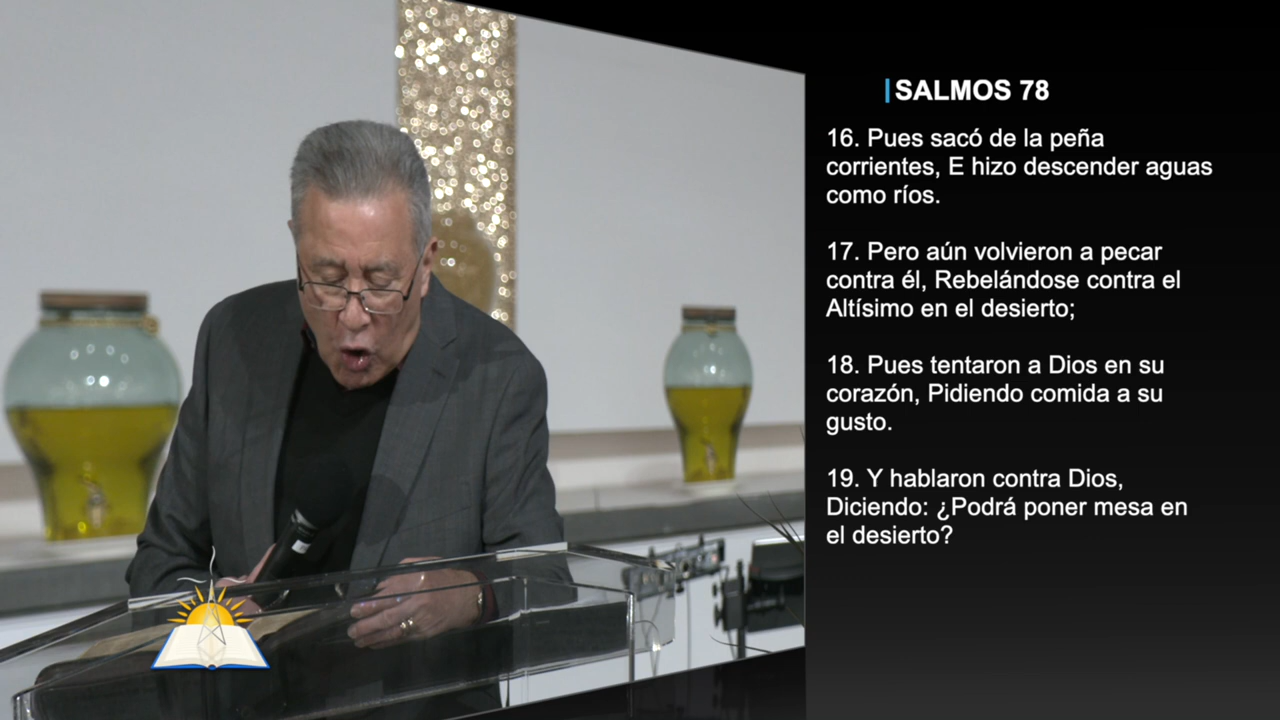 SALMOS 78
16. Pues sacó de la peña
corrientes, E hizo descender aguas
como ríos.
17. Pero aún volvieron a pecar
contra él, Rebelándose contra el
Altísimo en el desierto;
18. Pues tentaron a Dios en su
corazón, Pidiendo comida a su
gusto.
19. Y hablaron contra Dios,
Diciendo: ¿Podrá poner mesa en
el desierto?